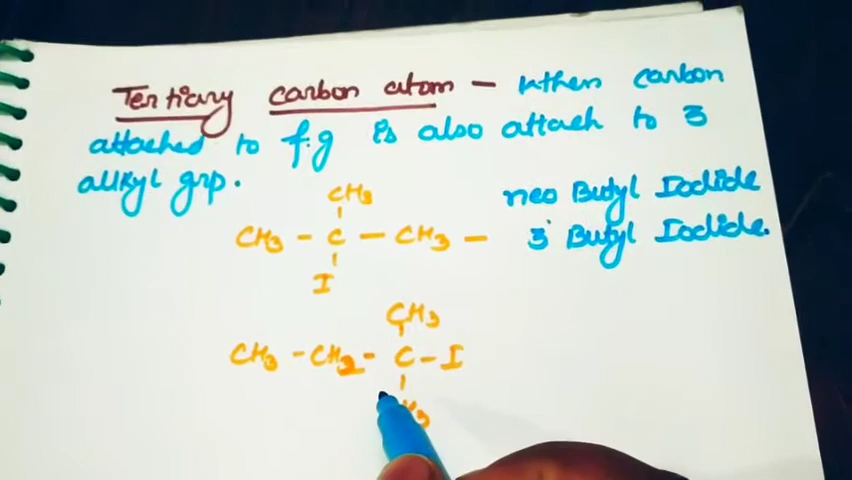 Tertiary carbon atom - when carbon
attached to f.g is also attach to 3
alkyl grp.
CH3
CH3 - C - CH3 -
I
neo Butyl Iodide
3° Butyl Iodide.
CH3
CH3 - CH2 - C - I